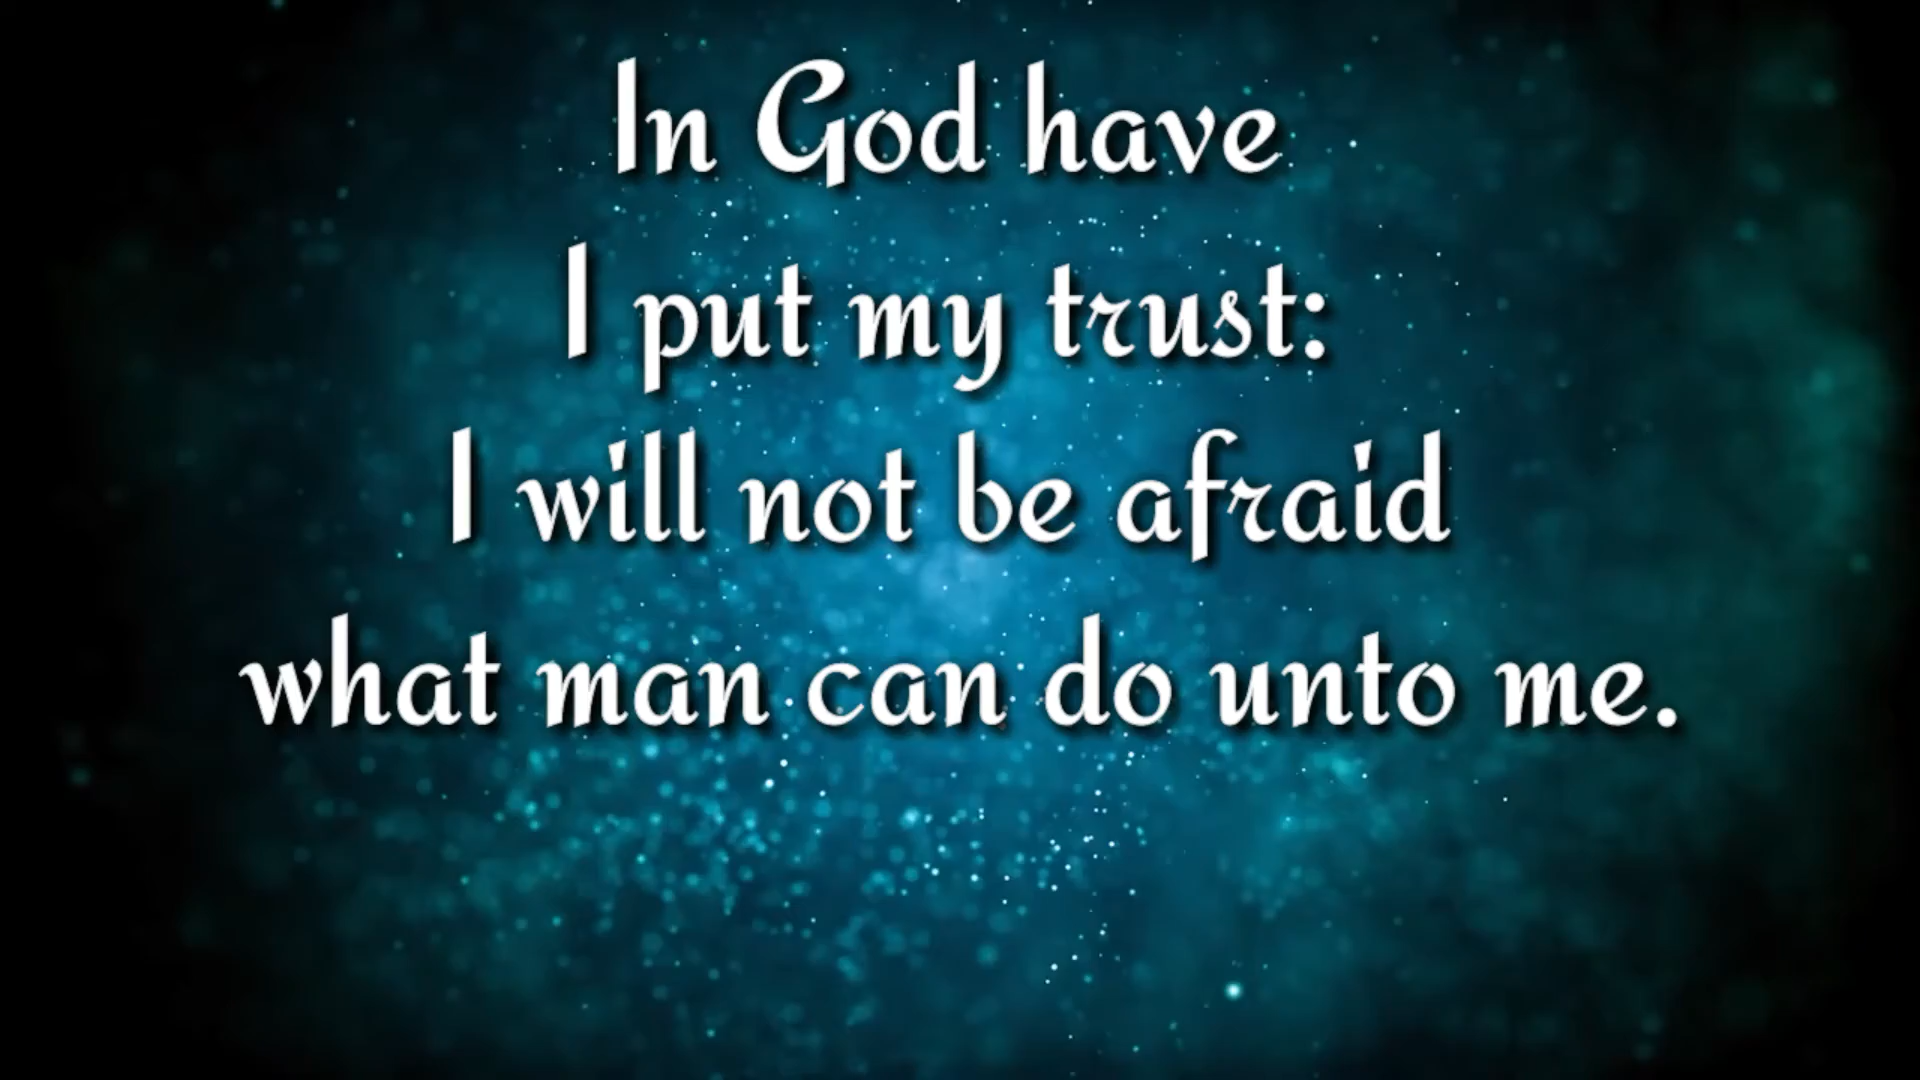 In God have
I put my trust:
I will not be afraid
what man can do unto me.